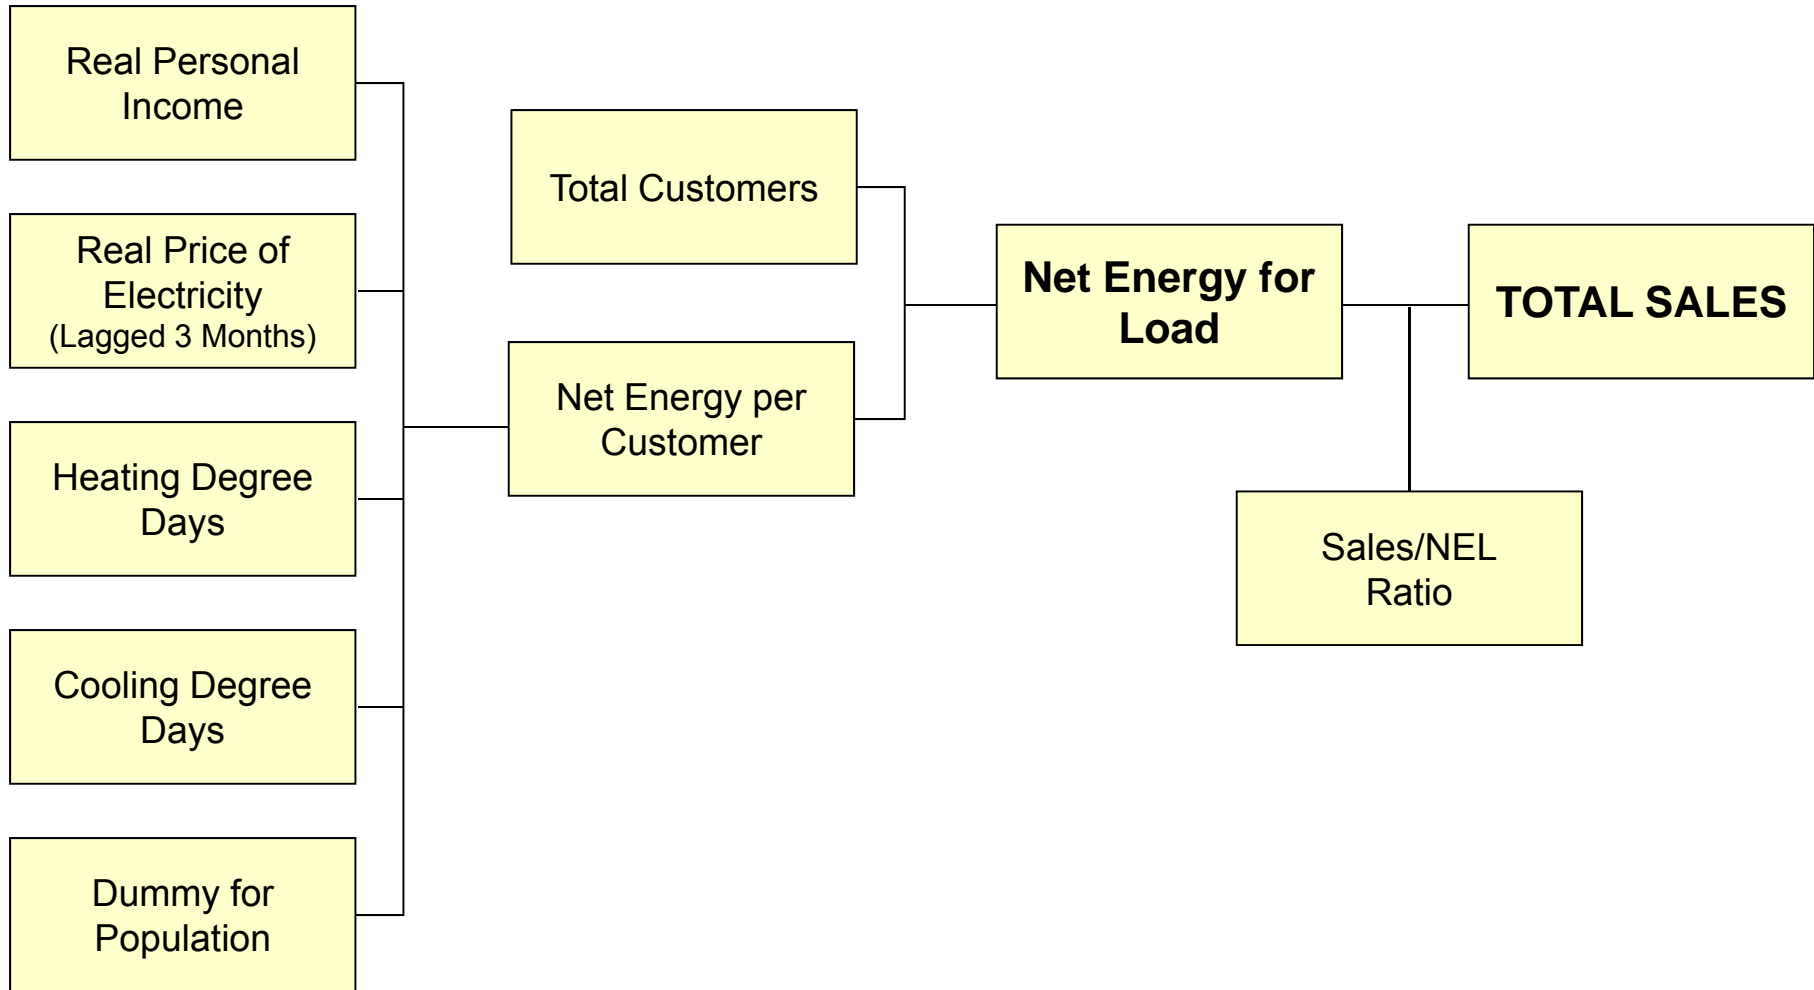 Real Personal
Income
Real Price of
Electricity
(Lagged 3 Months)
Heating Degree
Days
Cooling Degree
Days
Dummy for
Population
Total Customers
Net Energy per
Customer
Net Energy for
Load
TOTAL SALES
Sales/NEL
Ratio